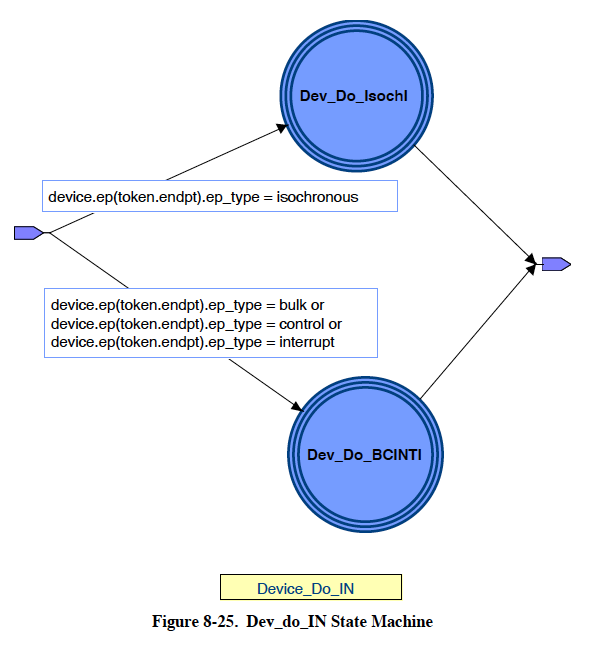 Dev_Do_IsochI
device.ep(token.endpt).ep_type = isochronous
device.ep(token.endpt).ep_type = bulk or
device.ep(token.endpt).ep_type = control or
device.ep(token.endpt).ep_type = interrupt
Dev_Do_BCINTI
Device_Do_IN
Figure 8-25. Dev_do_IN State Machine